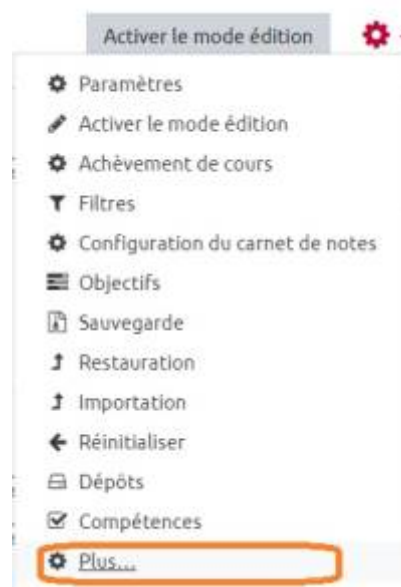 Activer le mode édition
Paramètres
Activer le mode édition
Achèvement de cours
Filtres
Configuration du carnet de notes
Objectifs
Sauvegarde
Restauration
Importation
Réinitialiser
Dépôts
Compétences
Plus...